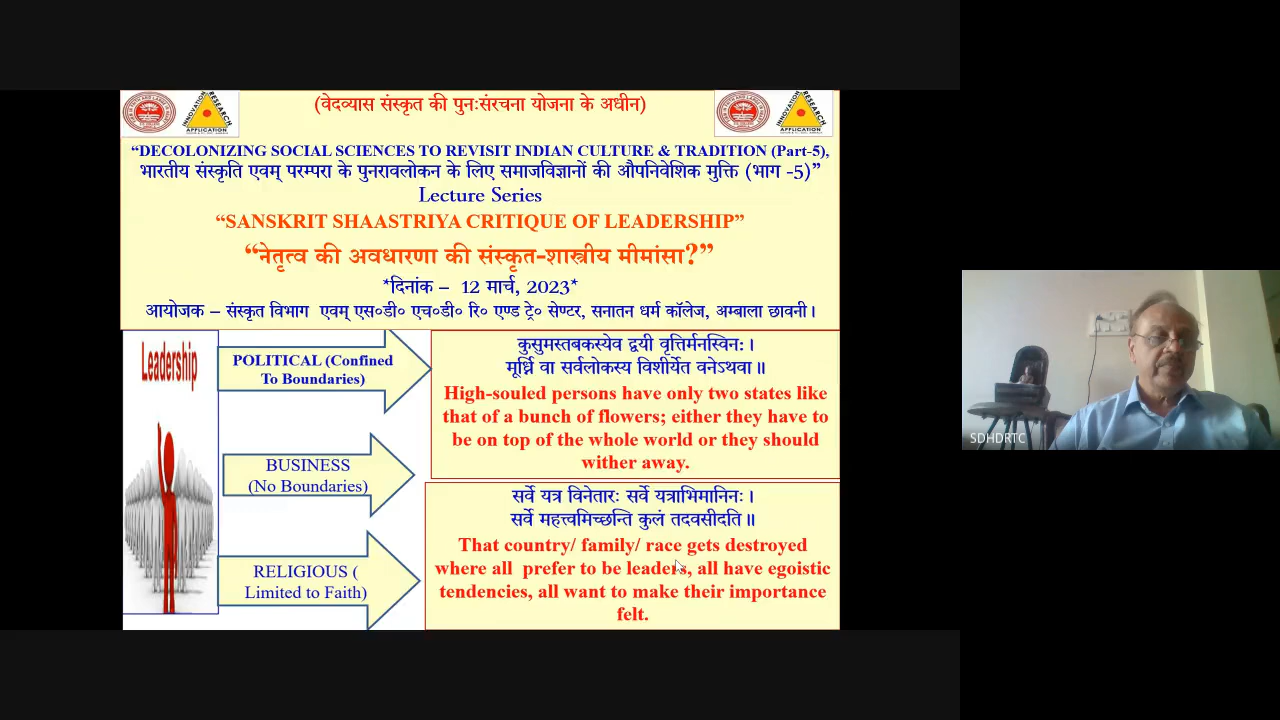 (वेदव्यास संस्कृत की पुनःसंरचना योजना के अधीन)
INNOVATION RESEARCH APPLICATION
INNOVATION RESEARCH APPLICATION
“DECOLONIZING SOCIAL SCIENCES TO REVISIT INDIAN CULTURE & TRADITION (Part-5),
भारतीय संस्कृति एवम् परम्परा के पुनरावलोकन के लिए समाजविज्ञानों की औपनिवेशिक मुक्ति (भाग -5)”
Lecture Series
“SANSKRIT SHAASTRIYA CRITIQUE OF LEADERSHIP”
“नेतृत्व की अवधारणा की संस्कृत-शास्त्रीय मीमांसा?”
*दिनांक – 12 मार्च, 2023*
आयोजक – संस्कृत विभाग एवम् एस०डी० एच०डी० रि० एण्ड ट्रे० सेण्टर, सनातन धर्म कॉलेज, अम्बाला छावनी।
Leadership
POLITICAL (Confined
To Boundaries)
BUSINESS
(No Boundaries)
RELIGIOUS (
Limited to Faith)
कुसुमस्तबकस्येव द्वयी वृत्तिर्मनस्विनः।
मूर्ध्नि वा सर्वलोकस्य विशीर्येत वनेऽथवा॥
High-souled persons have only two states like
that of a bunch of flowers; either they have to
be on top of the whole world or they should
wither away.
सर्वे यत्र विनेतारः सर्वे यत्राभिमानिनः।
सर्वे महत्त्वमिच्छन्ति कुलं तदवसीदति॥
That country/ family/ race gets destroyed
where all prefer to be leaders, all have egoistic
tendencies, all want to make their importance
felt.
SDHDRTC